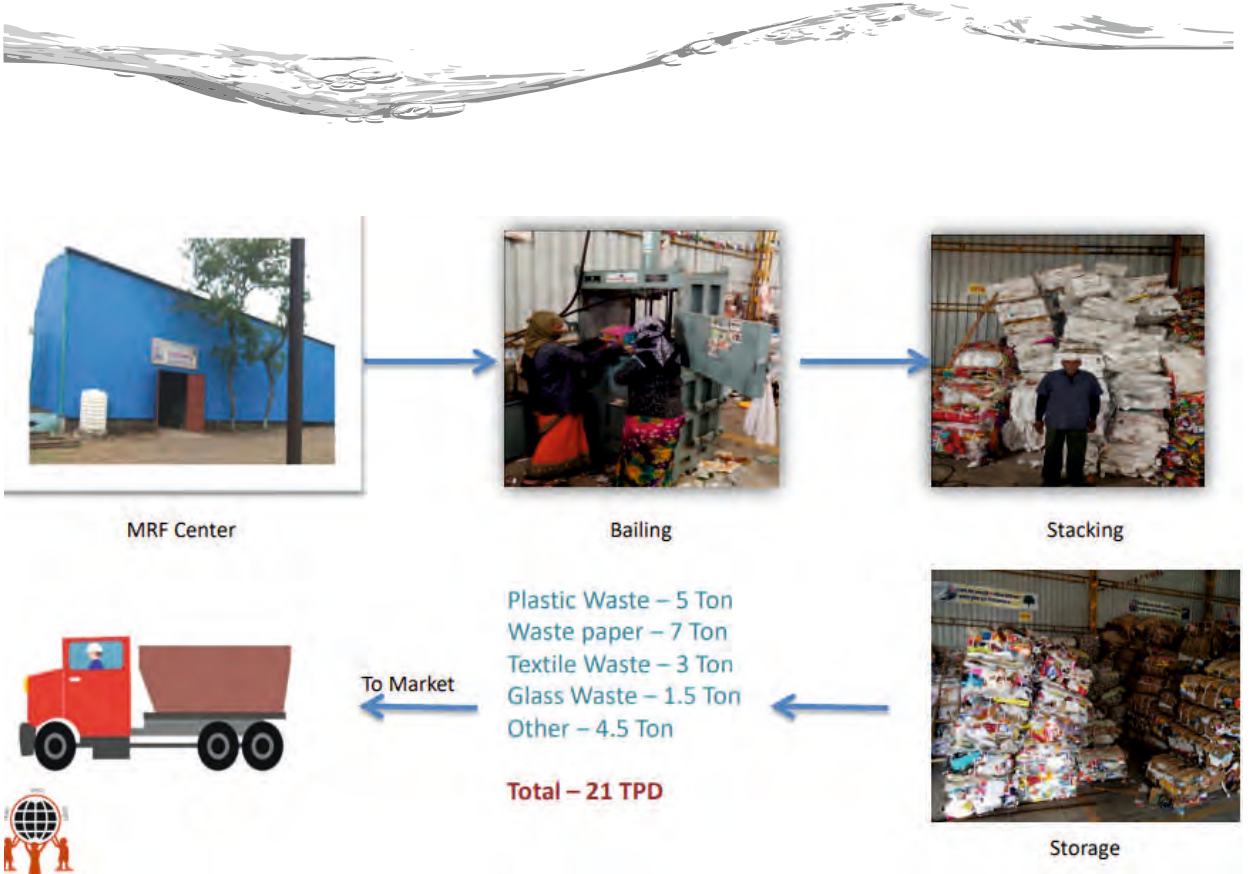 MRF Center
Bailing
Stacking
Plastic Waste – 5 Ton
Waste paper – 7 Ton
Textile Waste – 3 Ton
Glass Waste – 1.5 Ton
Other – 4.5 Ton
Total – 21 TPD
To Market
Storage